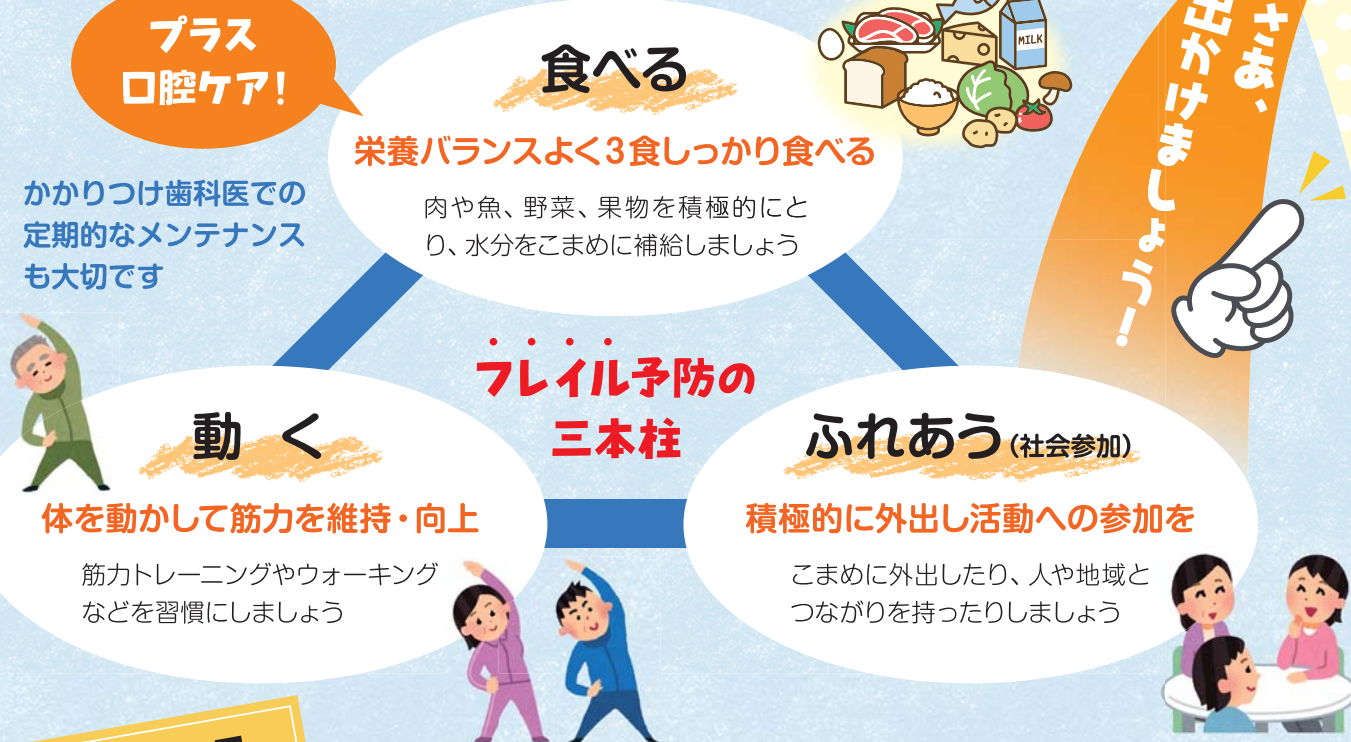 プラス
口腔ケア!
かかりつけ歯科医での
定期的なメンテナンス
も大切です
食べる
栄養バランスよく3食しっかり食べる
肉や魚、野菜、果物を積極的にと
り、水分をこまめに補給しましょう
MILK
さあ、
出かけましょう!
フレイル予防の
三本柱
動く
体を動かして筋力を維持・向上
筋力トレーニングやウォーキング
などを習慣にしましょう
ふれあう(社会参加)
積極的に外出し活動への参加を
こまめに外出したり、人や地域と
つながりを持ったりしましょう